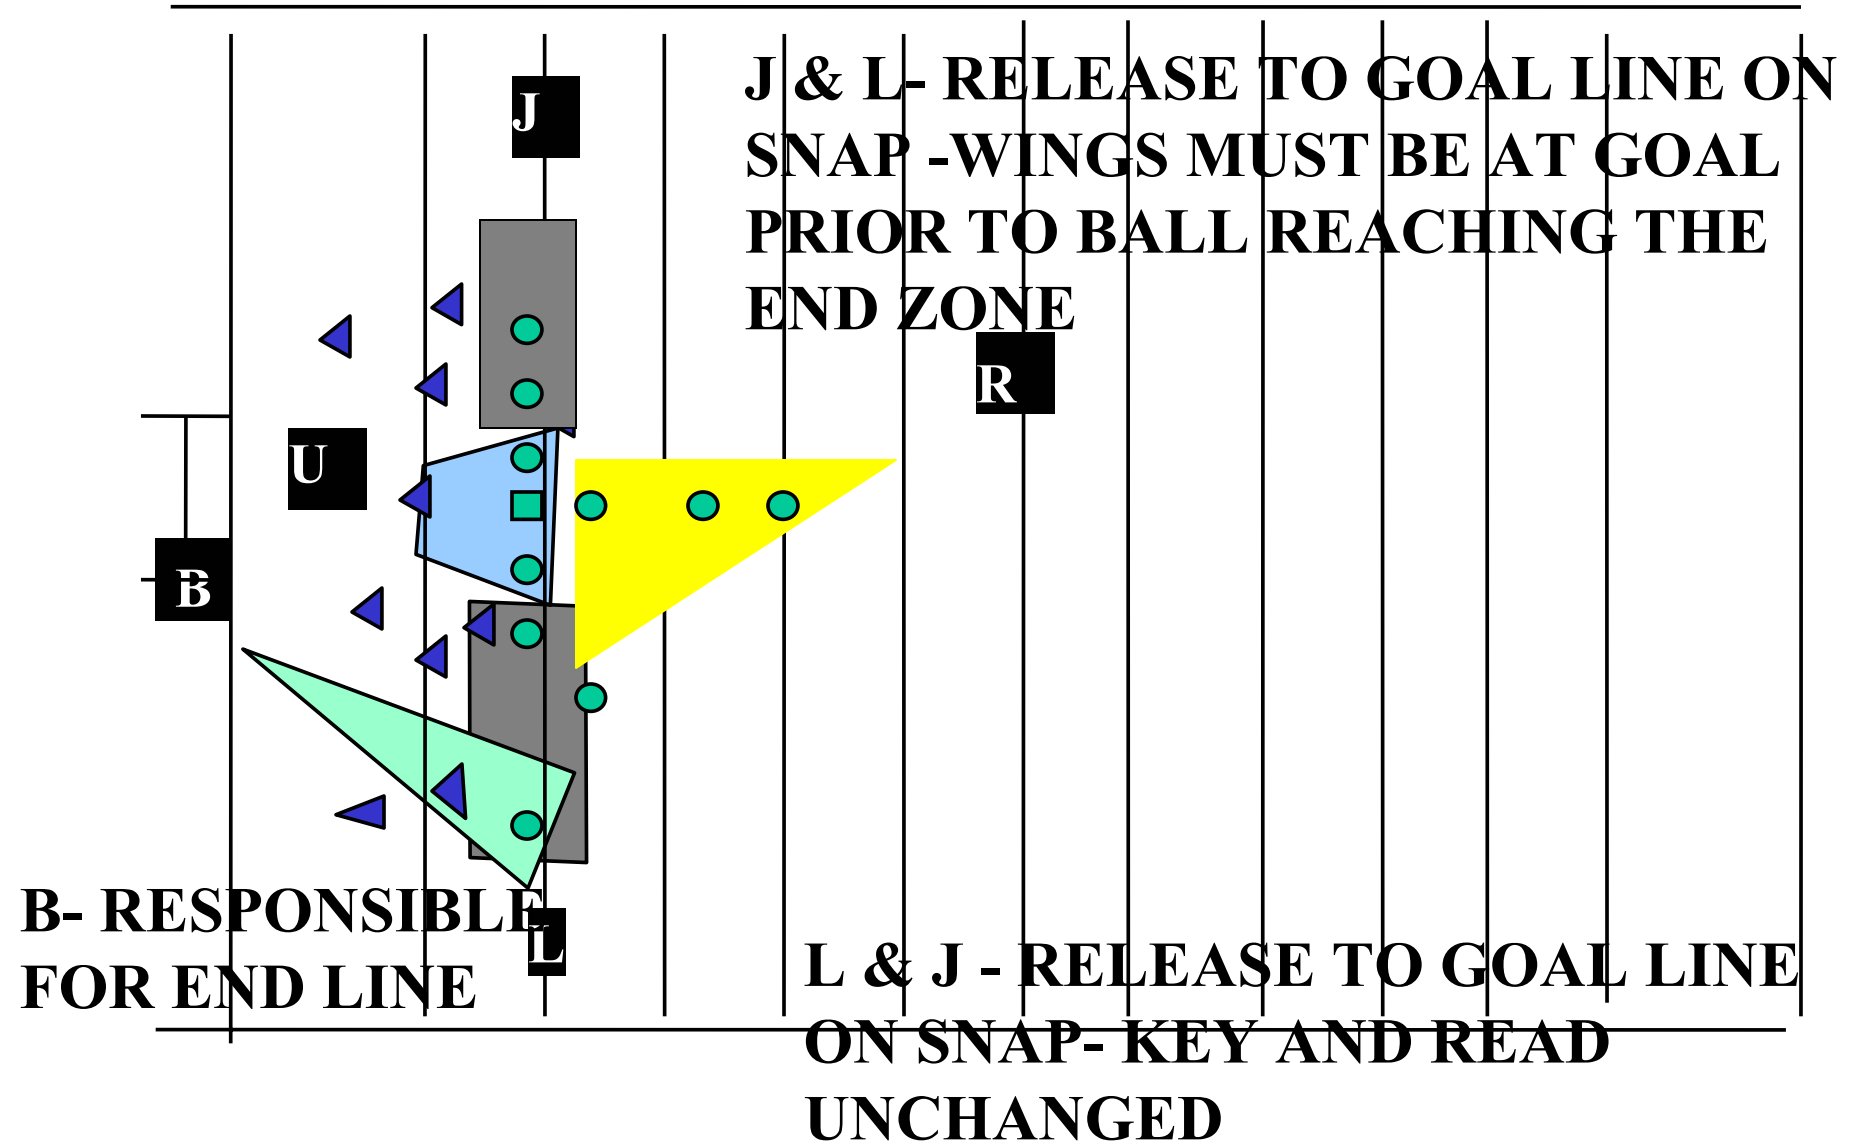 J
J & L- RELEASE TO GOAL LINE ON
SNAP -WINGS MUST BE AT GOAL
PRIOR TO BALL REACHING THE
END ZONE
R
U
B
B- RESPONSIBLE
FOR END LINE
L
L & J - RELEASE TO GOAL LINE
ON SNAP- KEY AND READ
UNCHANGED